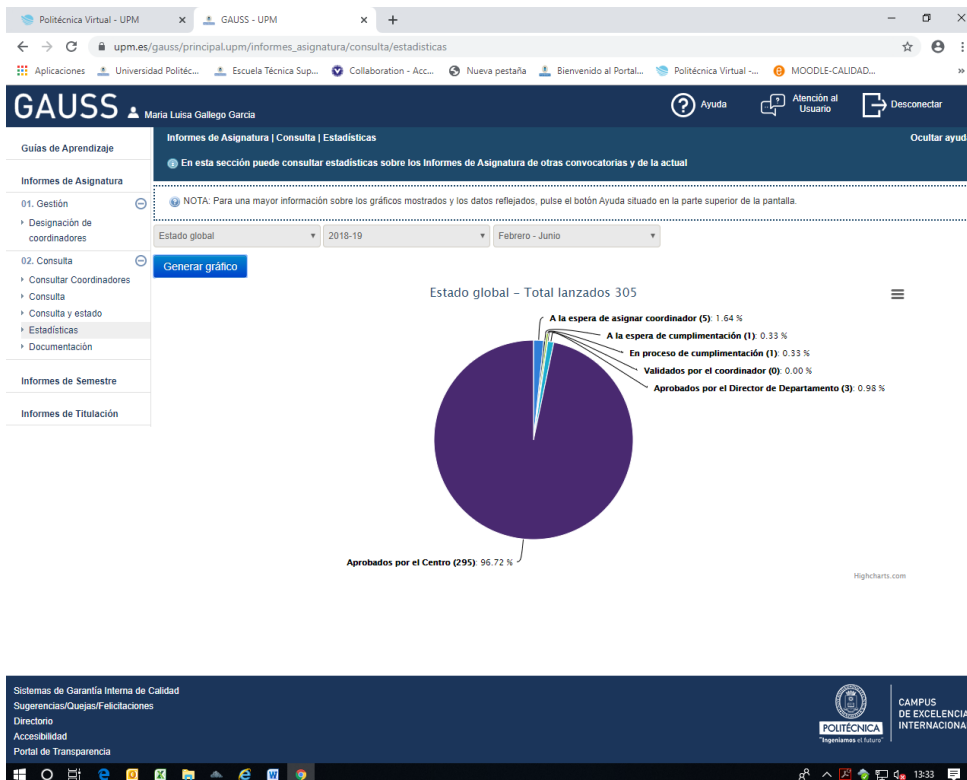 Politécnica Virtual - UPM
GAUSS - UPM
upm.es/gauss/principal.upm/informes_asignatura/consulta/estadisticas
Aplicaciones
Universidad Politéc...
Escuela Técnica Sup...
Collaboration - Acc...
Nueva pestaña
Bienvenido al Portal...
Politécnica Virtual -...
MOODLE-CALIDAD...
»
GAUSS
Maria Luisa Gallego Garcia
Ayuda
Atención al
Usuario
Desconectar
Guías de Aprendizaje
Informes de Asignatura
01. Gestión
Designación de
coordinadores
02. Consulta
Consultar Coordinadores
Consulta
Consulta y estado
Estadísticas
Documentación
Informes de Semestre
Informes de Titulación
Informes de Asignatura | Consulta | Estadísticas
Ocultar ayuda
En esta sección puede consultar estadísticas sobre los Informes de Asignatura de otras convocatorias y de la actual
NOTA: Para una mayor información sobre los gráficos mostrados y los datos reflejados, pulse el botón Ayuda situado en la parte superior de la pantalla.
Estado global
2018-19
Febrero - Junio
Generar gráfico
Estado global – Total lanzados 305
A la espera de asignar coordinador (5): 1.64 %
A la espera de cumplimentación (1): 0.33 %
En proceso de cumplimentación (1): 0.33 %
Validados por el coordinador (0): 0.00 %
Aprobados por el Director de Departamento (3): 0.98 %
Aprobados por el Centro (295): 96.72 %
Highcharts.com
Sistemas de Garantía Interna de Calidad
Sugerencias/Quejas/Felicitaciones
Directorio
Accesibilidad
Portal de Transparencia
POLITÉCNICA
"Ingeniamos el futuro"
CAMPUS
DE EXCELENCIA
INTERNACIONA
13:33